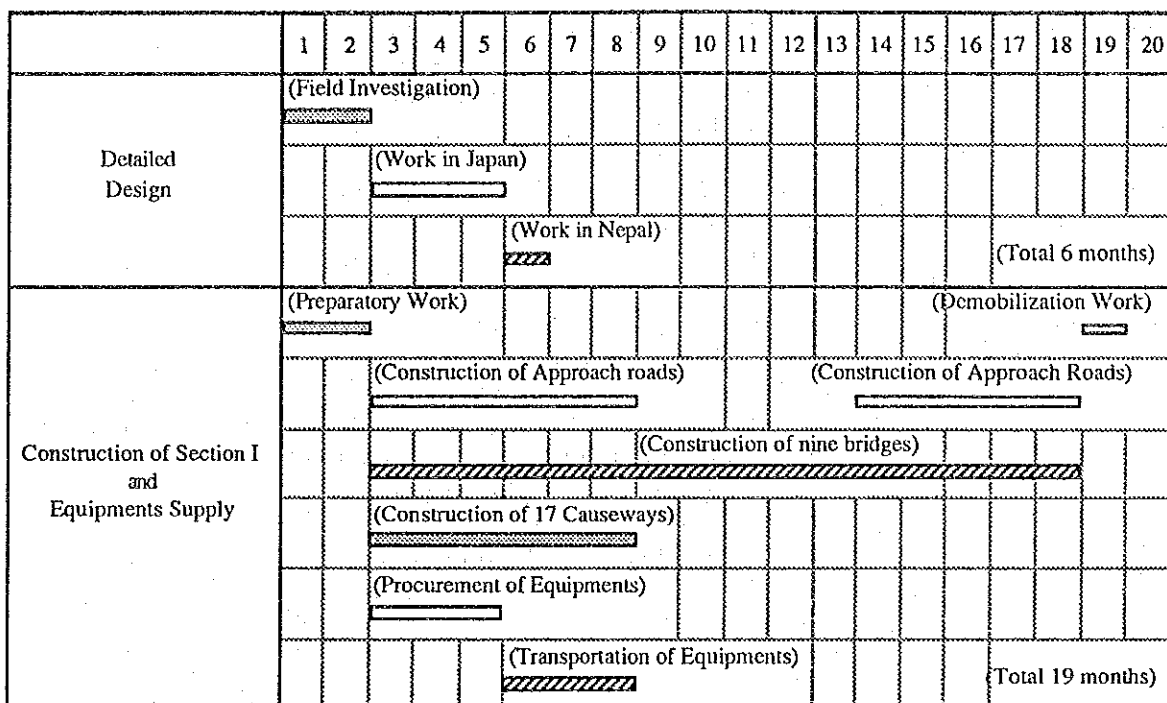 1 2 3 4 5 6 7 8 9 10 11 12 13 14 15 16 17 18 19 20
Detailed
Design
(Field Investigation)
(Work in Japan)
(Work in Nepal)
(Total 6 months)
Construction of Section I
and
Equipments Supply
(Preparatory Work) (Demobilization Work)
(Construction of Approach roads) (Construction of Approach Roads)
(Construction of nine bridges)
(Construction of 17 Causeways)
(Procurement of Equipments)
(Transportation of Equipments)
(Total 19 months)